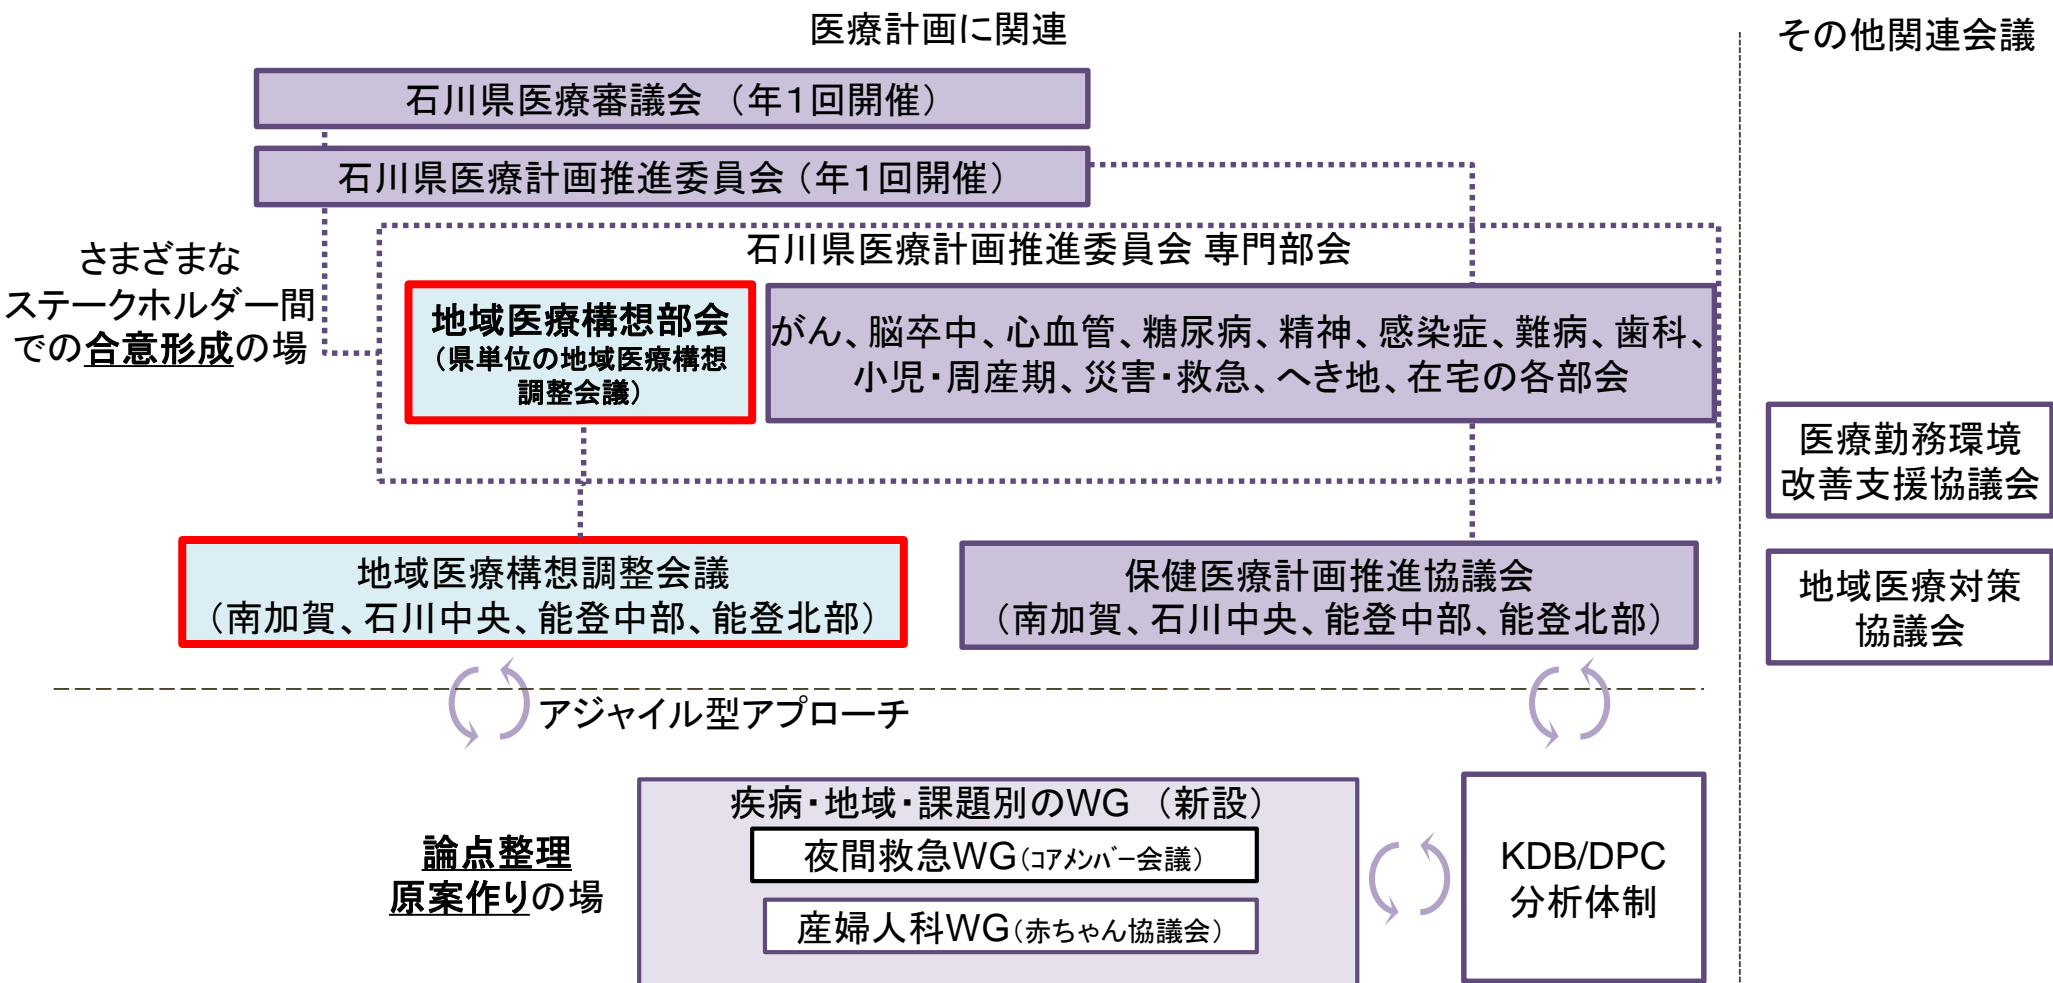 医療計画に関連
その他関連会議
石川県医療審議会 （年１回開催）
石川県医療計画推進委員会（年１回開催）
さまざまな
ステークホルダー間
での合意形成の場
石川県医療計画推進委員会 専門部会
地域医療構想部会
（県単位の地域医療構想
調整会議）
がん、脳卒中、心血管、糖尿病、精神、感染症、難病、歯科、
小児・周産期、災害・救急、へき地、在宅の各部会
医療勤務環境
改善支援協議会
地域医療構想調整会議
（南加賀、石川中央、能登中部、能登北部）
保健医療計画推進協議会
（南加賀、石川中央、能登中部、能登北部）
地域医療対策
協議会
アジャイル型アプローチ
論点整理
原案作りの場
疾病・地域・課題別のWG （新設）
夜間救急WG（ｺｱﾒﾝﾊﾞｰ会議）
産婦人科WG（赤ちゃん協議会）
KDB/DPC
分析体制